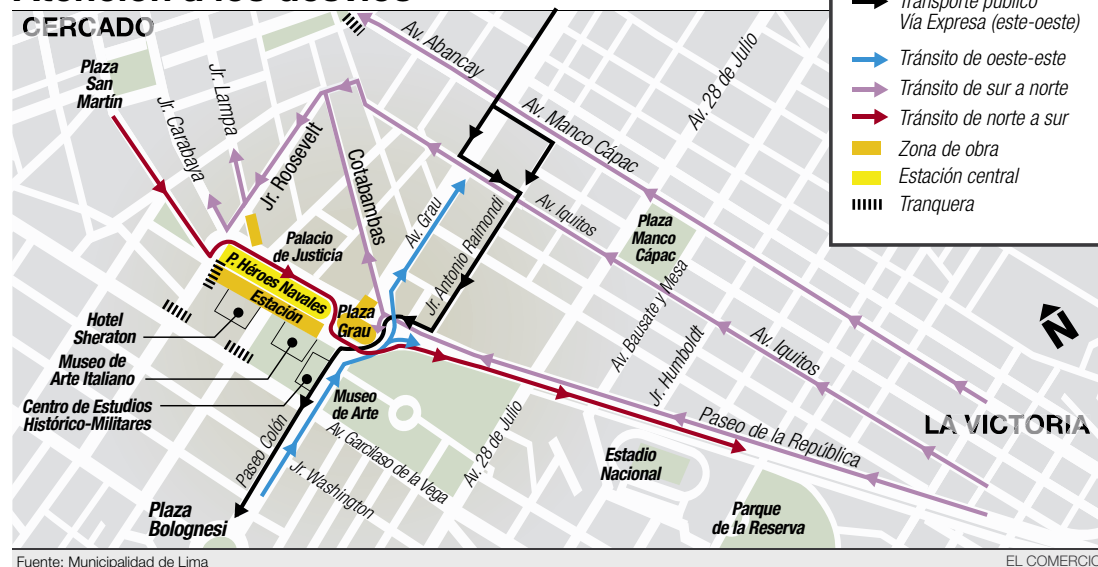 Atención a los desvíos
CERCADO
Transporte público
Vía Expresa (este-oeste)
Tránsito de oeste-este
Tránsito de sur a norte
Tránsito de norte a sur
Zona de obra
Estación central
Tranquera
N
Plaza
San
Martín
Jr. Carabaya
Jr. Lampa
Jr. Roosevelt
Cotabambas
Av. Abancay
Av. Manco Cápac
Av. 28 de Julio
Av. Grau
Jr. Antonio Raimondi
Av. Iquitos
Plaza
Manco
Cápac
Palacio
de Justicia
P. Héroes Navales
Estación
Plaza
Grau
Av. Bausate y Mesa
Jr. Humboldt
Av. Iquitos
Hotel
Sheraton
Museo de
Arte Italiano
Centro de Estudios
Histórico-Militares
Museo
de Arte
Paseo Colón
Av. Garcilaso de la Vega
Jr. Washington
Av. 28 de Julio
Paseo de la República
LA VICTORIA
Estadio
Nacional
Parque
de la Reserva
Plaza
Bolognesi
Fuente: Municipalidad de Lima
EL COMERCIO